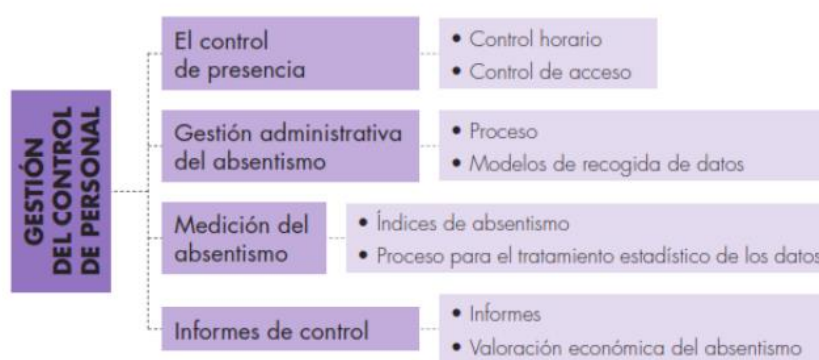 GESTIÓN
DEL CONTROL
DE PERSONAL
El control
de presencia
• Control horario
• Control de acceso
Gestión administrativa
del absentismo
• Proceso
• Modelos de recogida de datos
Medición del
absentismo
• Índices de absentismo
• Proceso para el tratamiento estadístico de los datos
Informes de control
• Informes
• Valoración económica del absentismo